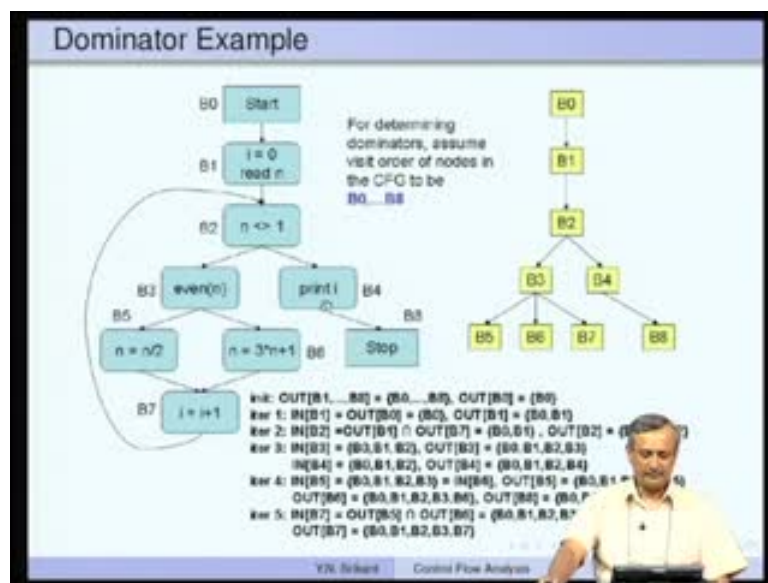 Dominator Example
B0 Start
B1 i = 0
read n
B2 n <> 1
B3 even(n)
print i B4
B5 n = n/2
n = 3*n+1 B6
B8 Stop
B7 i = i+1
For determining
dominators, assume
visit order of nodes in
the CFG to be
B0,...B8
B0
B1
B2
B3 B4
B5 B6 B7 B8
init: OUT[B1,...,B8] = {B0,...,B8}, OUT[B0] = {B0}
iter 1: IN[B1] = OUT[B0] = {B0}, OUT[B1] = {B0,B1}
iter 2: IN[B2] =OUT[B1] ∩ OUT[B7] = {B0,B1} , OUT[B2] =
iter 3: IN[B3] = {B0,B1,B2}, OUT[B3] = {B0,B1,B2,B3}
IN[B4] = {B0,B1,B2}, OUT[B4] = {B0,B1,B2,B4}
iter 4: IN[B5] = {B0,B1,B2,B3} = IN[B6], OUT[B5] =
OUT[B6] = {B0,B1,B2,B3,B6}, OUT[B8] =
iter 5: IN[B7] = OUT[B5] ∩ OUT[B6] = {B0,B1,B2,B3
OUT[B7] = {B0,B1,B2,B3,B7}
Y.N. Srikant Control Flow Analysis